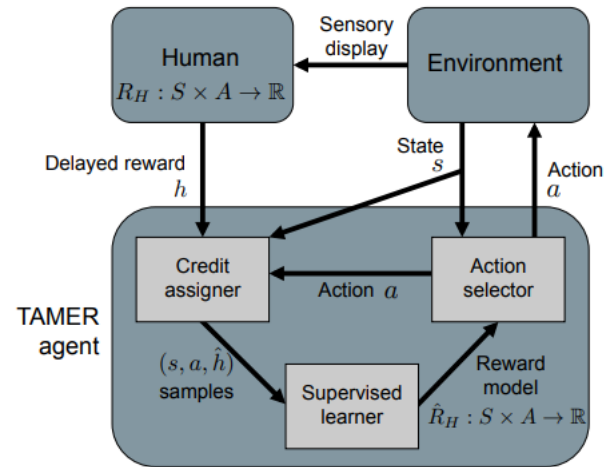 Human
R_H : S × A → ℝ
Sensory
display
Environment
Delayed reward
h
State
s
Action
a
TAMER
agent
Credit
assigner
Action a
Action
selector
(s, a, ĥ)
samples
Supervised
learner
Reward
model
R̂_H : S × A → ℝ